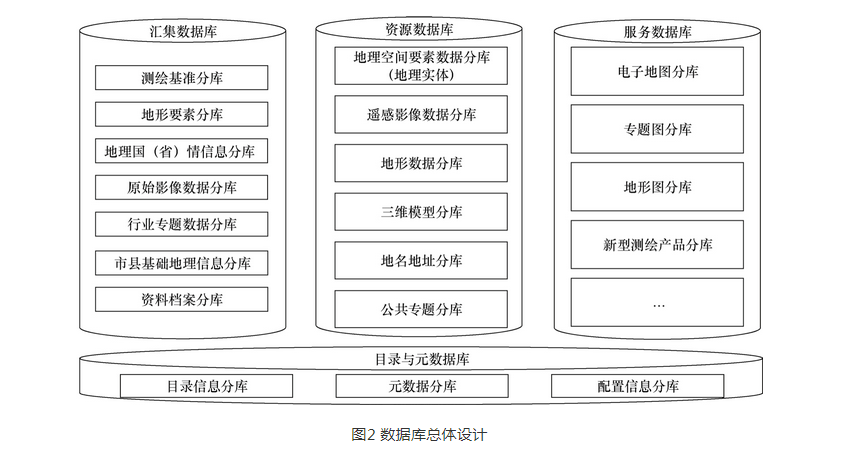 汇集数据库
测绘基准分库
地形要素分库
地理国（省）情信息分库
原始影像数据分库
行业专题数据分库
市县基础地理信息分库
资料档案分库
资源数据库
地理空间要素数据分库
(地理实体)
遥感影像数据分库
地形数据分库
三维模型分库
地名地址分库
公共专题分库
服务数据库
电子地图分库
专题图分库
地形图分库
新型测绘产品分库
…
目录与元数据库
目录信息分库
元数据分库
配置信息分库
图2 数据库总体设计